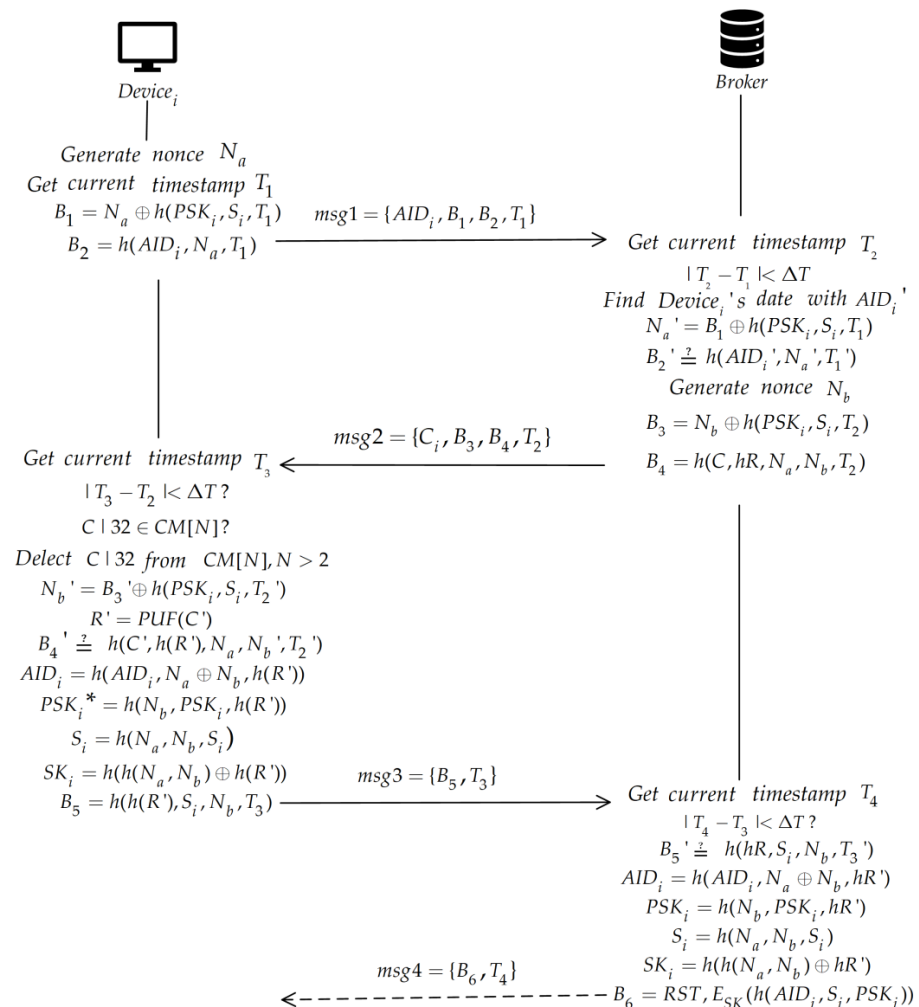 Device_i
Broker
Generate nonce N_a
Get current timestamp T_1
B_1 = N_a ⊕ h(PSK_i, S_i, T_1)
B_2 = h(AID_i, N_a, T_1)
msg1 = {AID_i, B_1, B_2, T_1}
Get current timestamp T_2
| T_2 − T_1 |< ΔT
Find Device_i's date with AID_i'
N_a' = B_1 ⊕ h(PSK_i, S_i, T_1)
B_2' ≟ h(AID_i', N_a', T_1')
Generate nonce N_b
B_3 = N_b ⊕ h(PSK_i, S_i, T_2)
B_4 = h(C, hR, N_a, N_b, T_2)
msg2 = {C_i, B_3, B_4, T_2}
Get current timestamp T_3
| T_3 − T_2 |< ΔT ?
C | 32 ∈ CM[N]?
Delect C | 32 from CM[N], N > 2
N_b' = B_3' ⊕ h(PSK_i, S_i, T_2')
R' = PUF(C')
B_4' ≟ h(C', h(R'), N_a, N_b', T_2')
AID_i = h(AID_i, N_a ⊕ N_b, h(R'))
PSK_i* = h(N_b, PSK_i, h(R'))
S_i = h(N_a, N_b, S_i)
SK_i = h(h(N_a, N_b) ⊕ h(R'))
B_5 = h(h(R'), S_i, N_b, T_3)
msg3 = {B_5, T_3}
Get current timestamp T_4
| T_4 − T_3 |< ΔT ?
B_5' ≟ h(hR, S_i, N_b, T_3')
AID_i = h(AID_i, N_a ⊕ N_b, hR')
PSK_i = h(N_b, PSK_i, hR')
S_i = h(N_a, N_b, S_i)
SK_i = h(h(N_a, N_b) ⊕ hR')
msg4 = {B_6, T_4}
B_6 = RST, E_SK(h(AID_i, S_i, PSK_i))